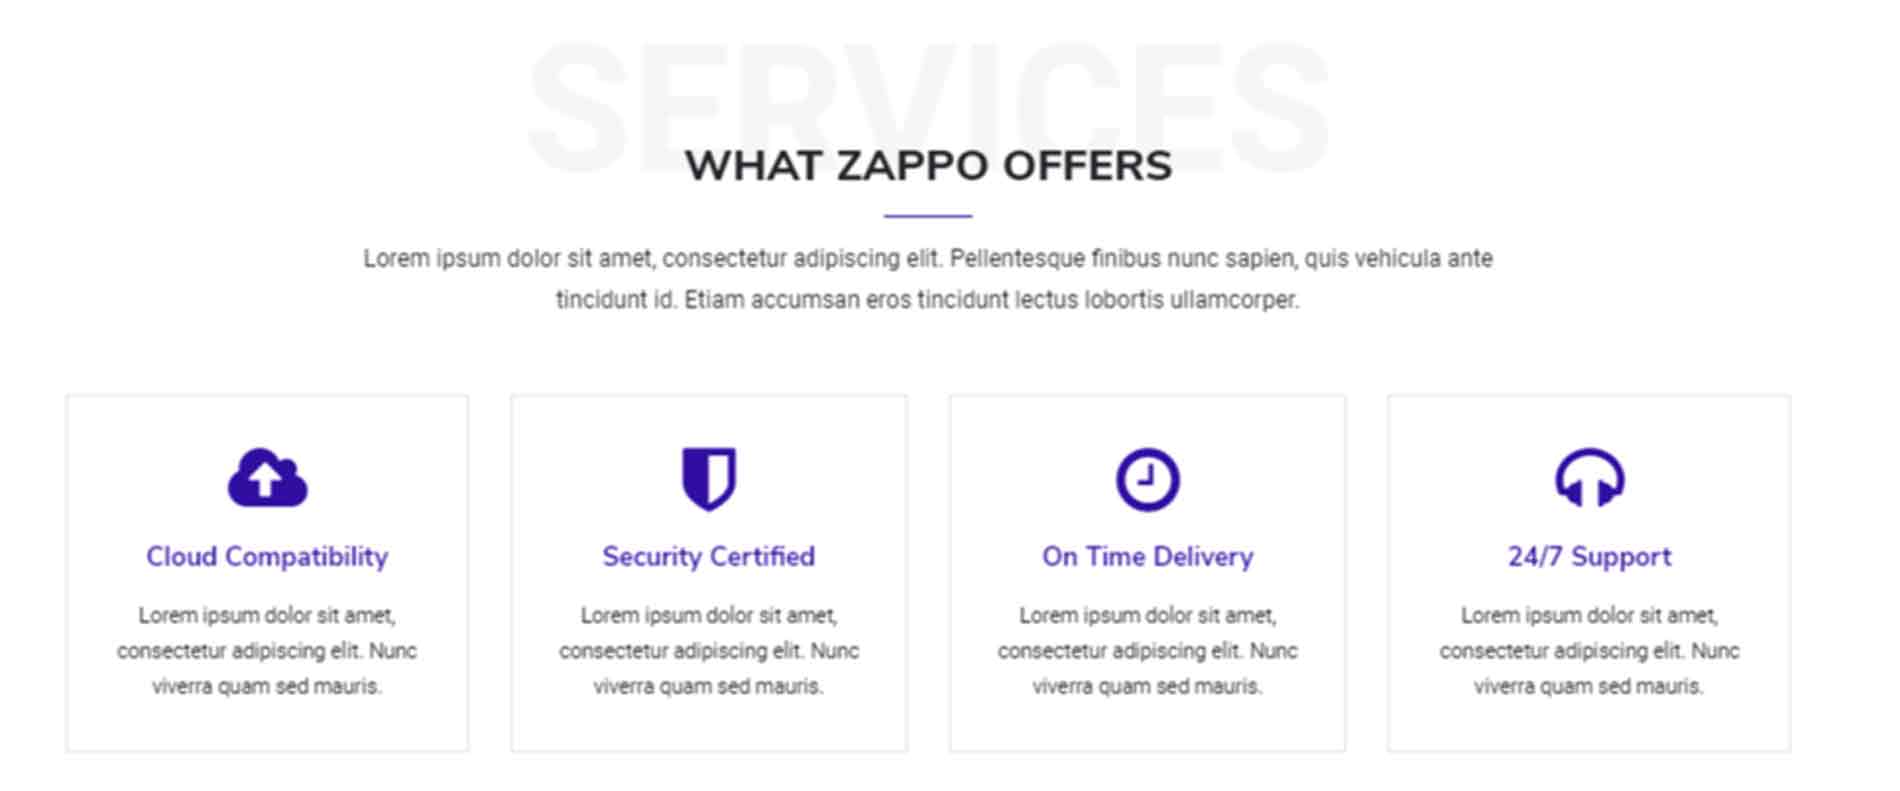 SERVICES
WHAT ZAPPO OFFERS
Lorem ipsum dolor sit amet, consectetur adipiscing elit. Pellentesque finibus nunc sapien, quis vehicula ante
tincidunt id. Etiam accumsan eros tincidunt lectus lobortis ullamcorper.
Cloud Compatibility
Lorem ipsum dolor sit amet,
consectetur adipiscing elit. Nunc
viverra quam sed mauris.
Security Certified
Lorem ipsum dolor sit amet,
consectetur adipiscing elit. Nunc
viverra quam sed mauris.
On Time Delivery
Lorem ipsum dolor sit amet,
consectetur adipiscing elit. Nunc
viverra quam sed mauris.
24/7 Support
Lorem ipsum dolor sit amet,
consectetur adipiscing elit. Nunc
viverra quam sed mauris.